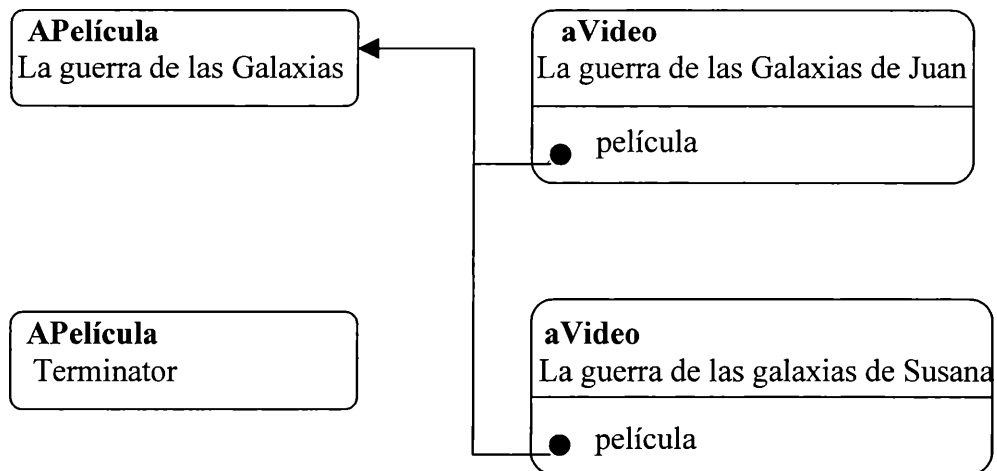 APelícula
La guerra de las Galaxias
aVideo
La guerra de las Galaxias de Juan
película
APelícula
Terminator
aVideo
La guerra de las galaxias de Susana
película